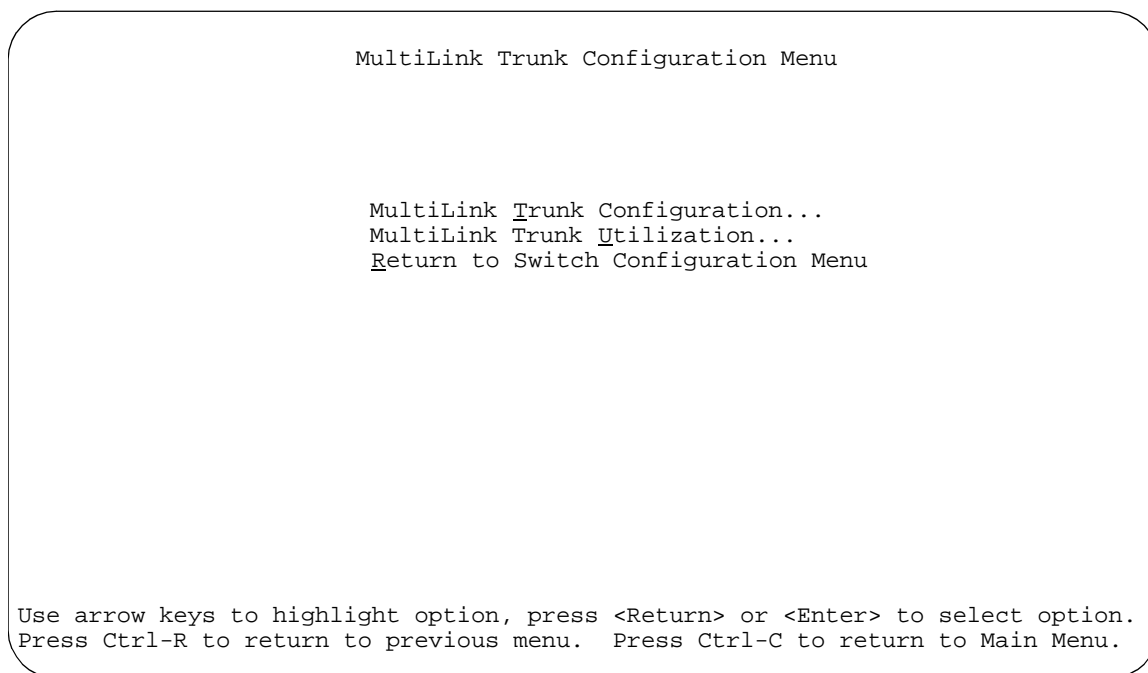 MultiLink Trunk Configuration Menu
MultiLink Trunk Configuration...
MultiLink Trunk Utilization...
Return to Switch Configuration Menu
Use arrow keys to highlight option, press <Return> or <Enter> to select option.
Press Ctrl-R to return to previous menu.  Press Ctrl-C to return to Main Menu.